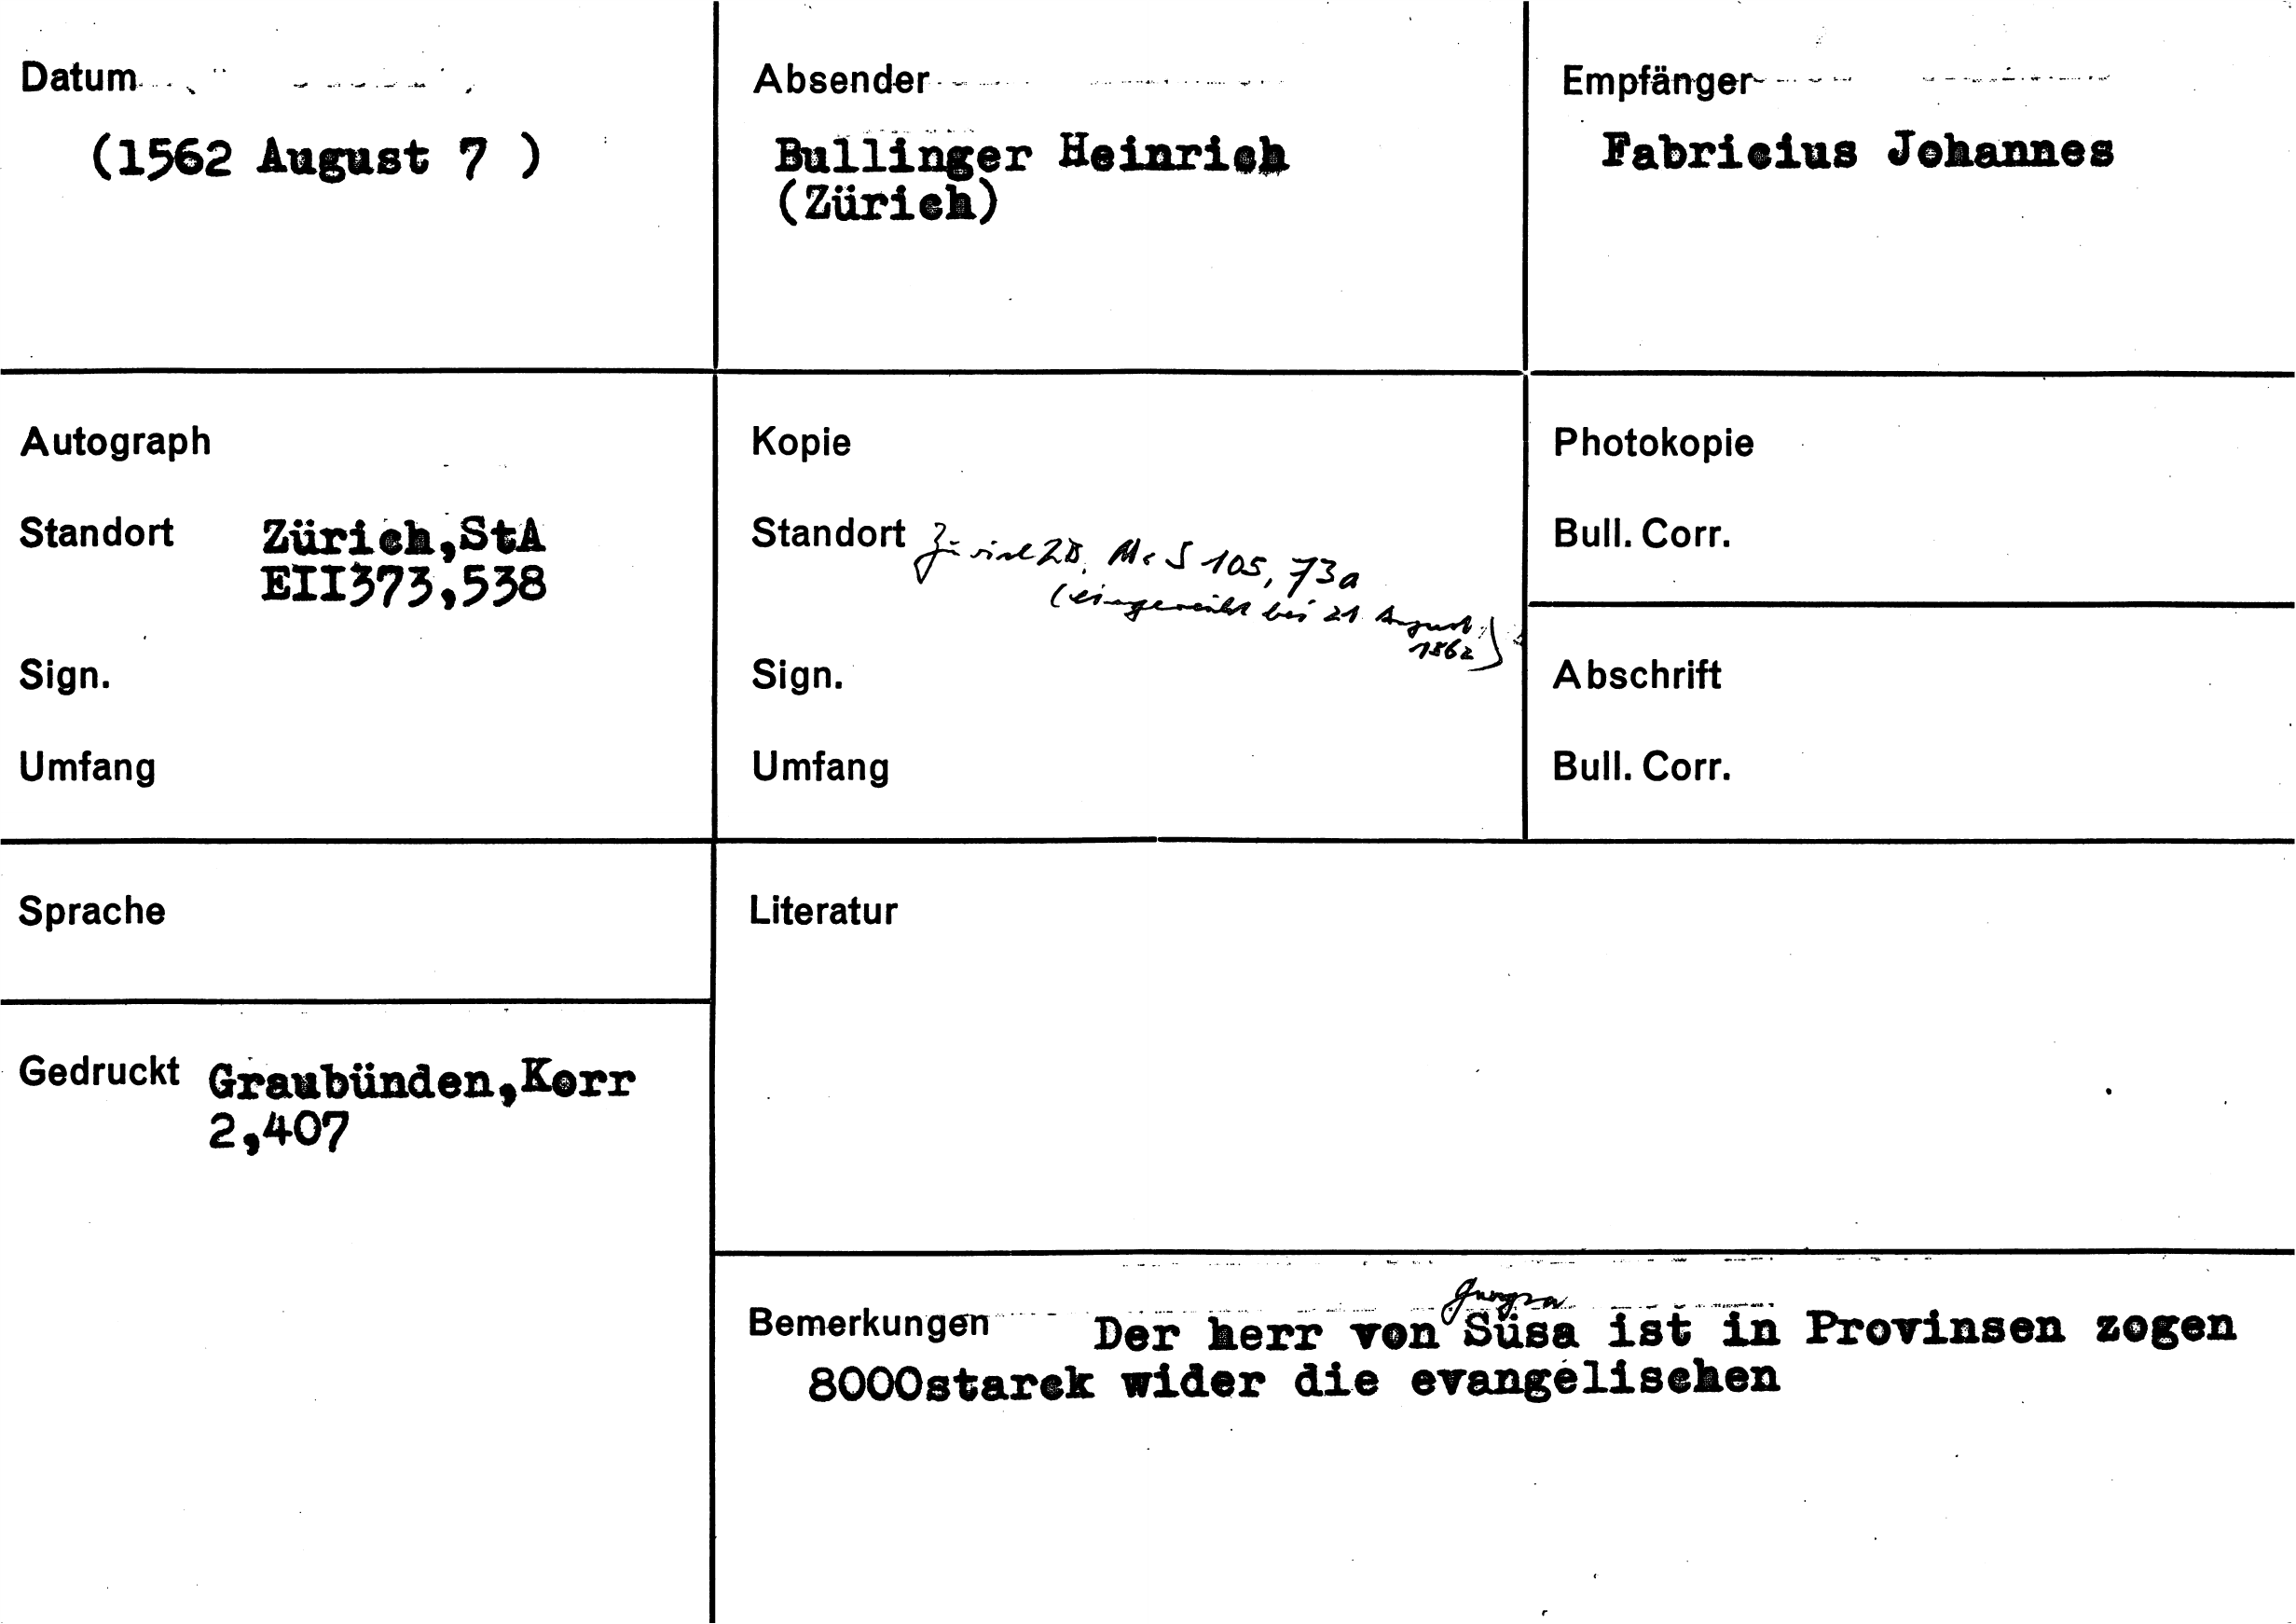 Datum
(1562 August 7 )
Absender
Bullinger Heinrich
(Zürich)
Empfänger
Fabricius Johannes
Autograph
Standort Zürich,StA
EII373,538
Sign.
Umfang
Kopie
Standort Zürich ZB, Ms S 105, 73a
(eingereiht bei 21 August
1562)
Sign.
Umfang
Photokopie
Bull. Corr.
Abschrift
Bull. Corr.
Sprache
Gedruckt Graubünden,Korr
2,407
Literatur
Bemerkungen Der herr von Süsa ist in Provinsen zogen
8000starck wider die evangelischen